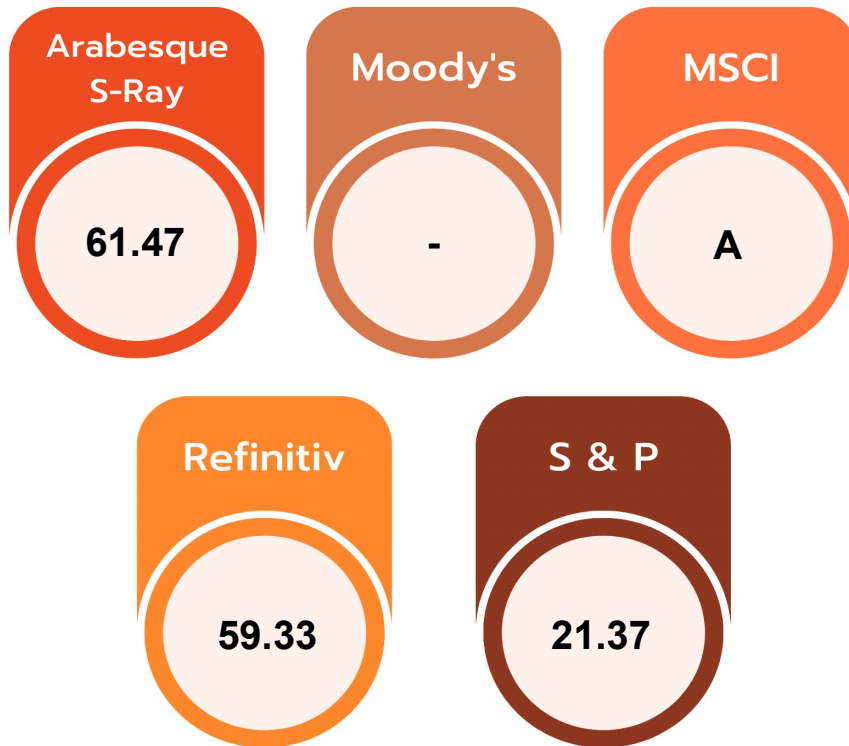 Arabesque
S-Ray
Moody's
MSCI
61.47
-
A
Refinitiv
S & P
59.33
21.37